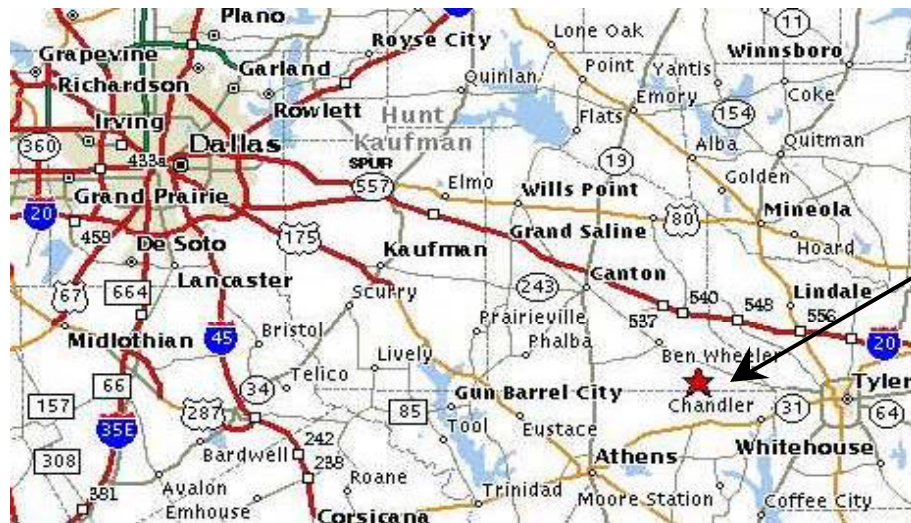 Plano
Lone Oak
11
Grapevine
Royse City
Winnsboro
Richardson
Garland
Point
Yantis
Quinlan
Coke
Irving
Rowlett
Hunt
Emory
154
360
Dallas
Kaufman
Flats
Alba
Quitman
433a
SPUR
19
557
Elmo
Golden
Grand Prairie
Wills Point
20
80
Mineola
458
De Soto
175
Grand Saline
Hoard
Kaufman
Lancaster
Canton
67
664
243
Scurry
540
548
Lindale
537
556
Prairieville
Midlothian
45
Bristol
Phalba
20
Lively
Ben Wheeler
66
34
Telico
Gun Barrel City
Tyler
157
287
85
Chandler
31
64
35E
Tool
Eustace
Whitehouse
308
Bardwell
242
238
Athens
Roane
381
Avalon
Trinidad
Moore Station
Emhouse
Corsicana
Coffee City